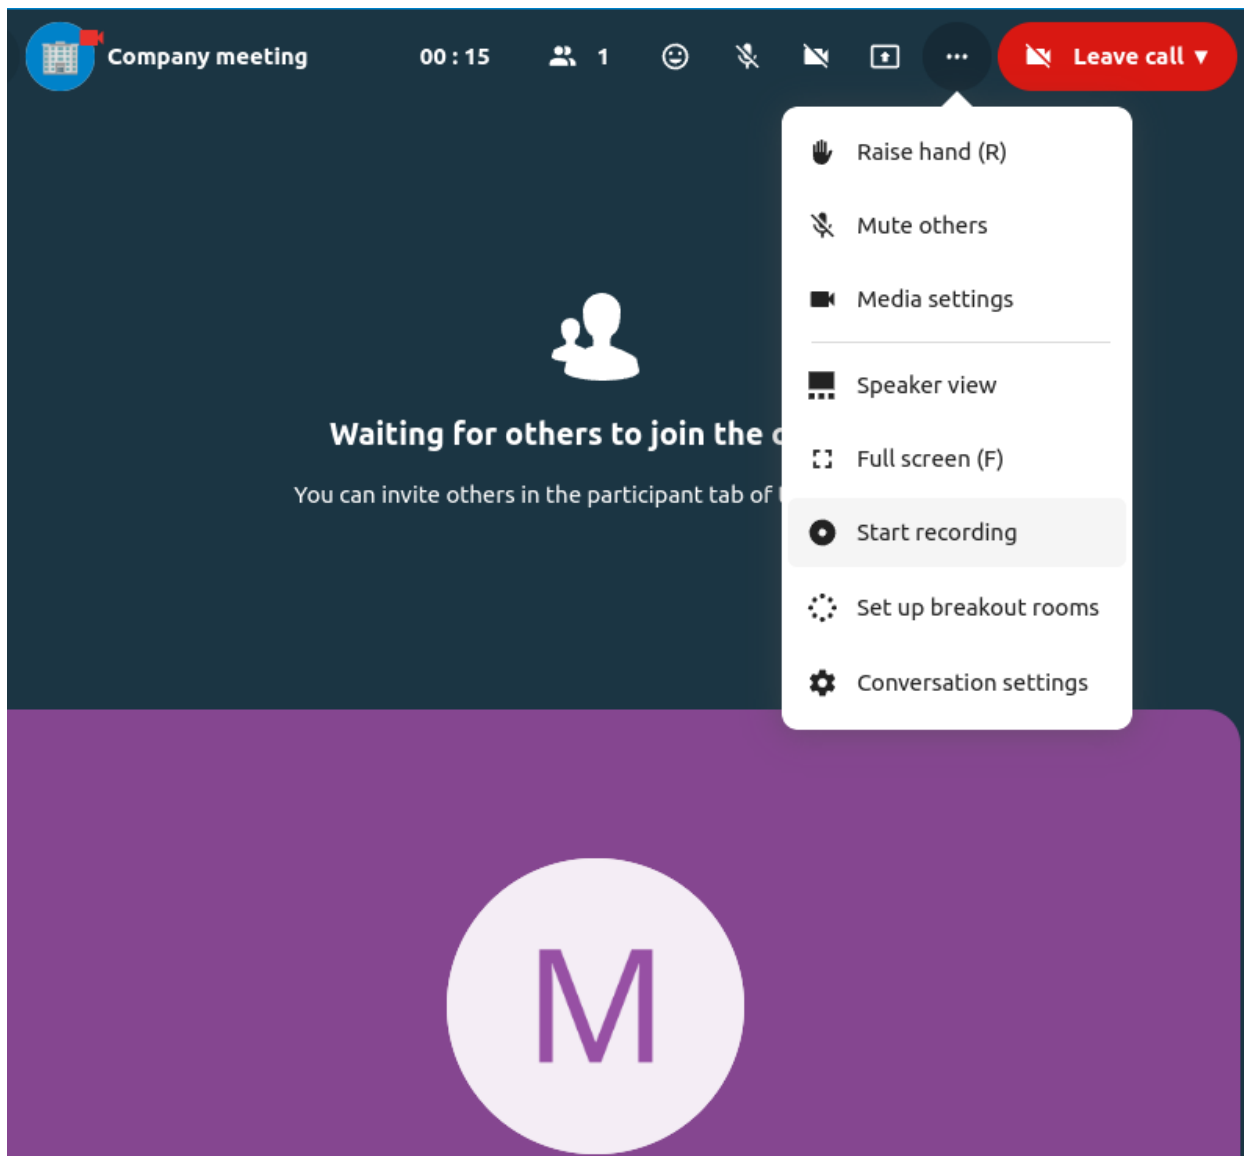 Company meeting
00 : 15
1
Leave call
Raise hand (R)
Mute others
Media settings
Speaker view
Full screen (F)
Start recording
Set up breakout rooms
Conversation settings
Waiting for others to join the
You can invite others in the participant tab of
M